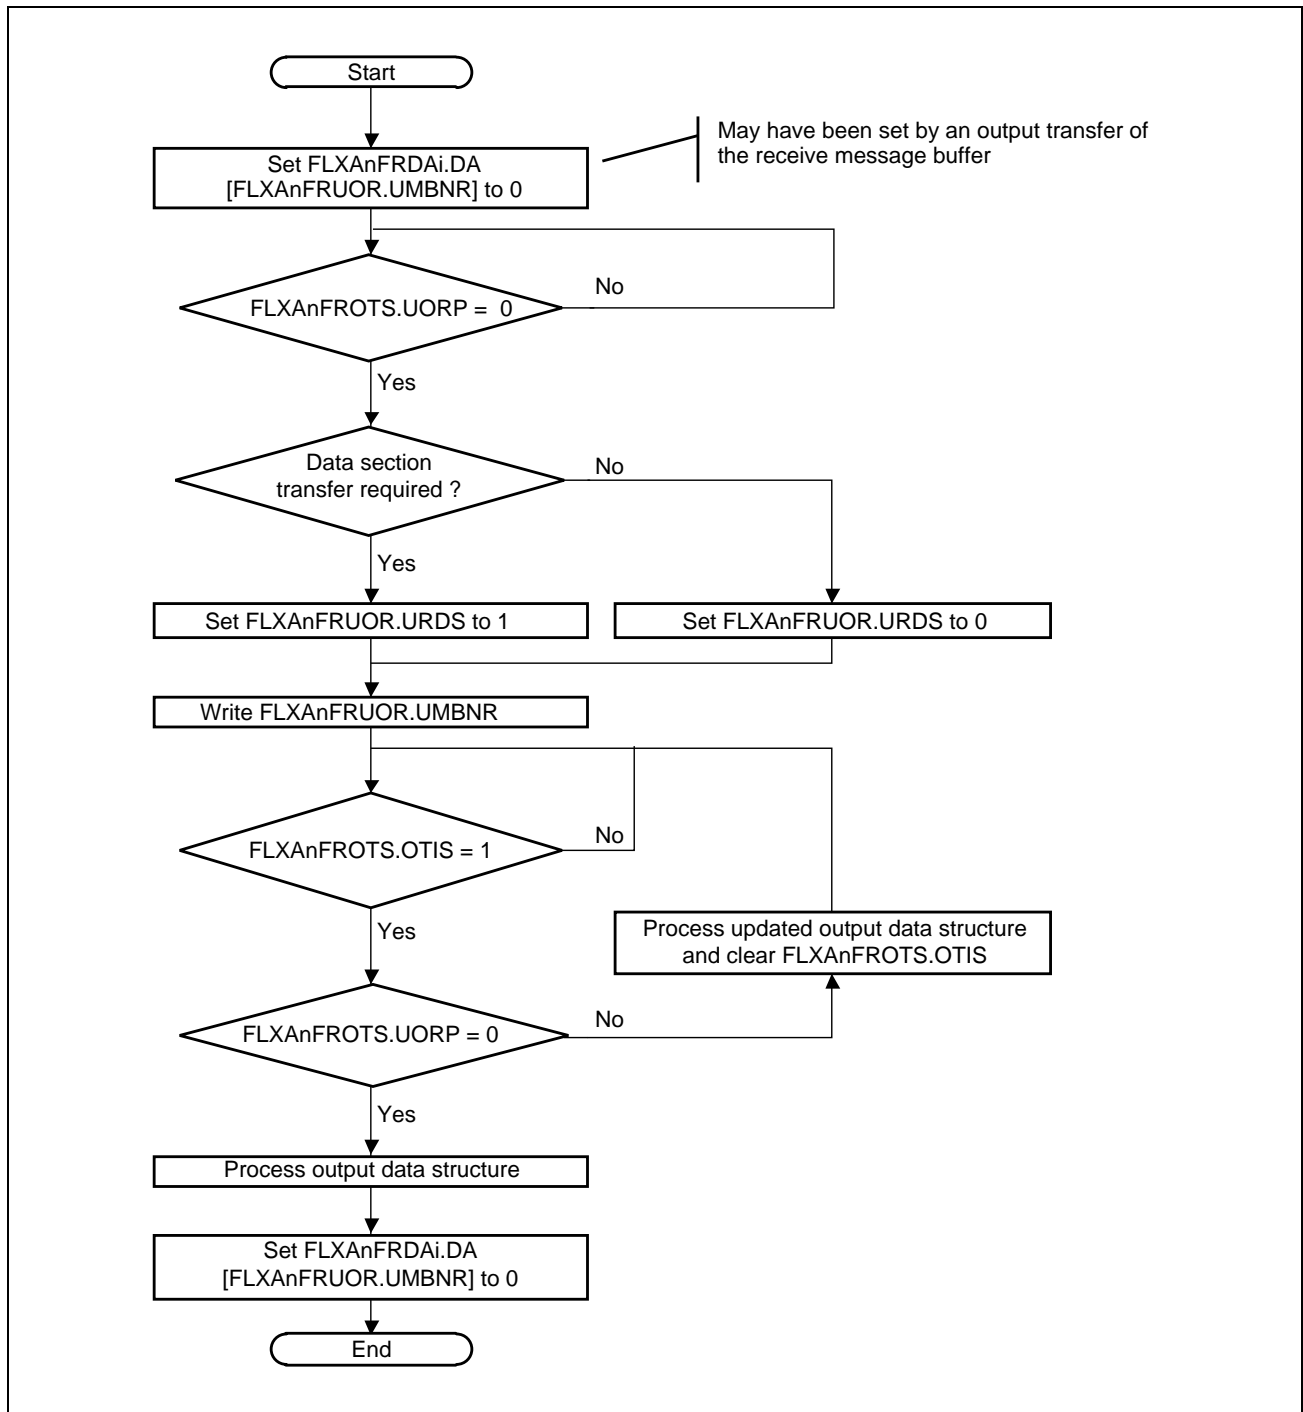 Start
May have been set by an output transfer of
the receive message buffer
Set FLXAnFRDAi.DA
[FLXAnFRUOR.UMBNR] to 0
No
FLXAnFROTS.UORP = 0
Yes
Data section
transfer required ?
No
Yes
Set FLXAnFRUOR.URDS to 1
Set FLXAnFRUOR.URDS to 0
Write FLXAnFRUOR.UMBNR
FLXAnFROTS.OTIS = 1
No
Yes
Process updated output data structure
and clear FLXAnFROTS.OTIS
FLXAnFROTS.UORP = 0
No
Yes
Process output data structure
Set FLXAnFRDAi.DA
[FLXAnFRUOR.UMBNR] to 0
End